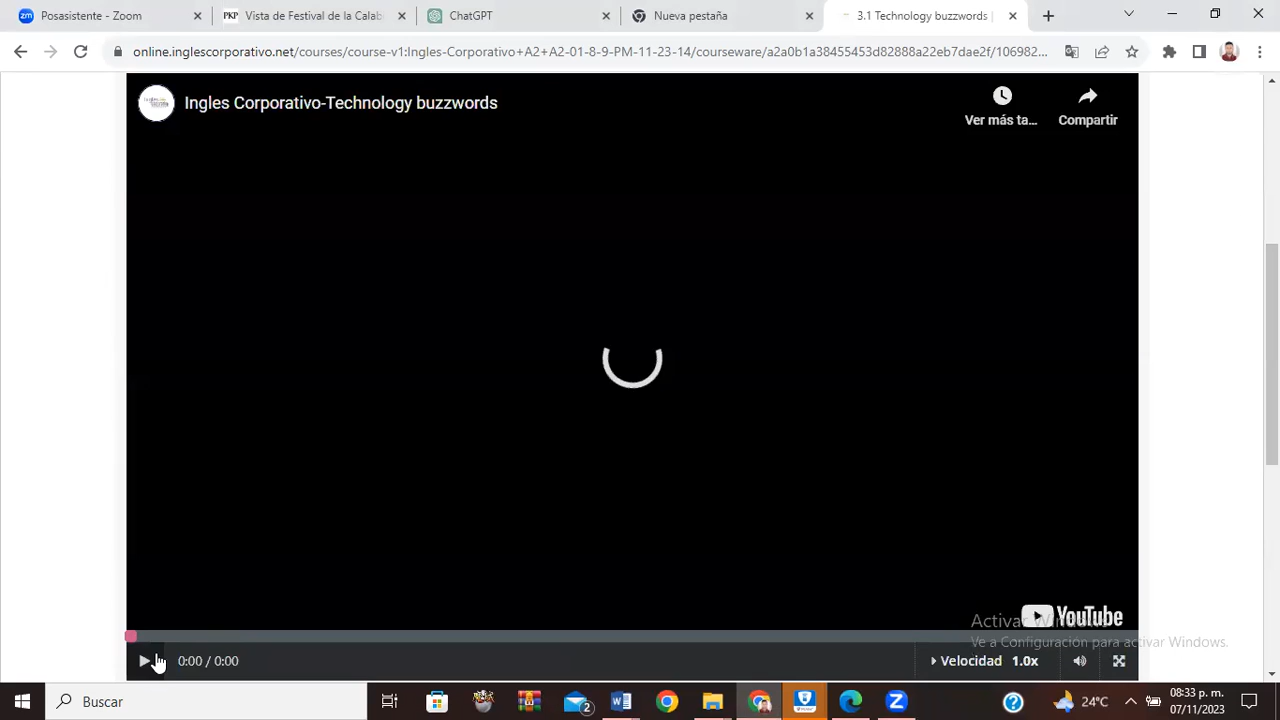 Posasistente - Zoom
PKP Vista de Festival de la Calab
ChatGPT
Nueva pestaña
3.1 Technology buzzwords |
online.inglescorporativo.net/courses/course-v1:Ingles-Corporativo+A2+A2-01-8-9-PM-11-23-14/courseware/a2a0b1a38455453d82888a22eb7dae2f/106982...
Ingles Corporativo-Technology buzzwords
Ver más ta...
Compartir
YouTube
Activar Windows
Ve a Configuración para activar Windows.
0:00 / 0:00
Velocidad 1.0x
Buscar
2
24°C
08:33 p. m.
07/11/2023